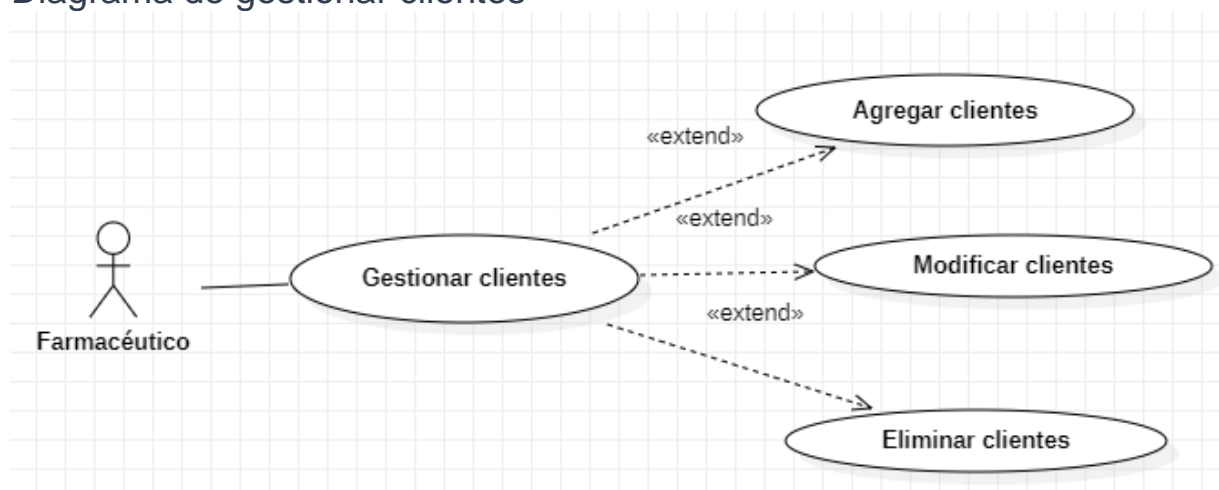 Diagrama de gestionar clientes
Agregar clientes
«extend»
«extend»
Gestionar clientes
Modificar clientes
«extend»
Farmacéutico
Eliminar clientes